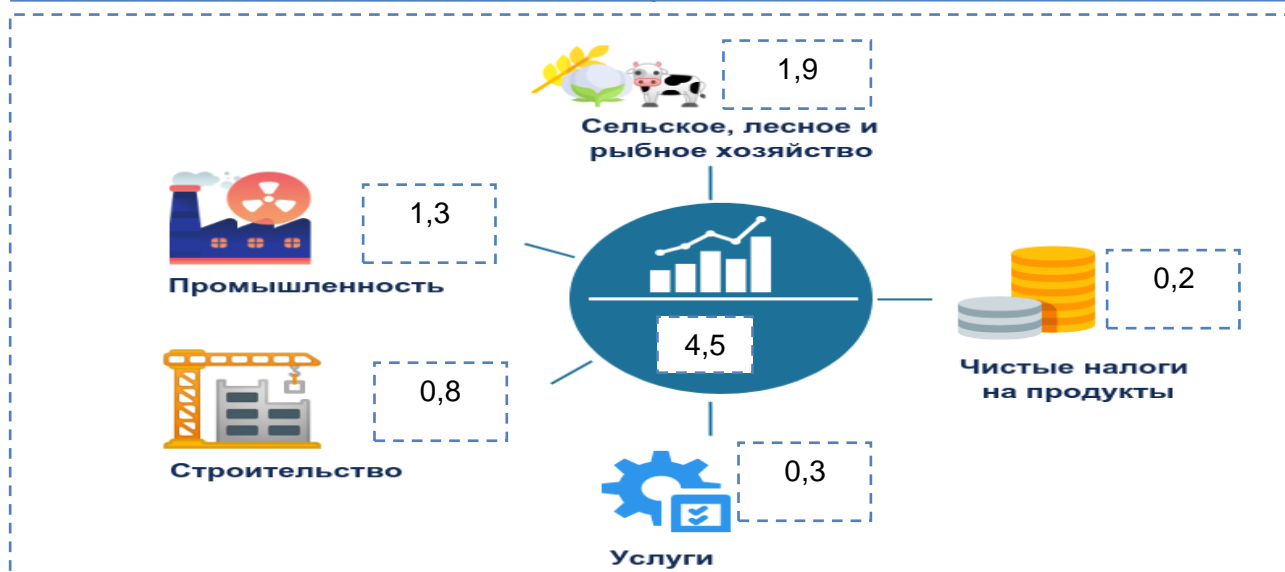 1,9
Сельское, лесное и
рыбное хозяйство
1,3
Промышленность
0,2
Чистые налоги
на продукты
4,5
0,8
Строительство
0,3
Услуги